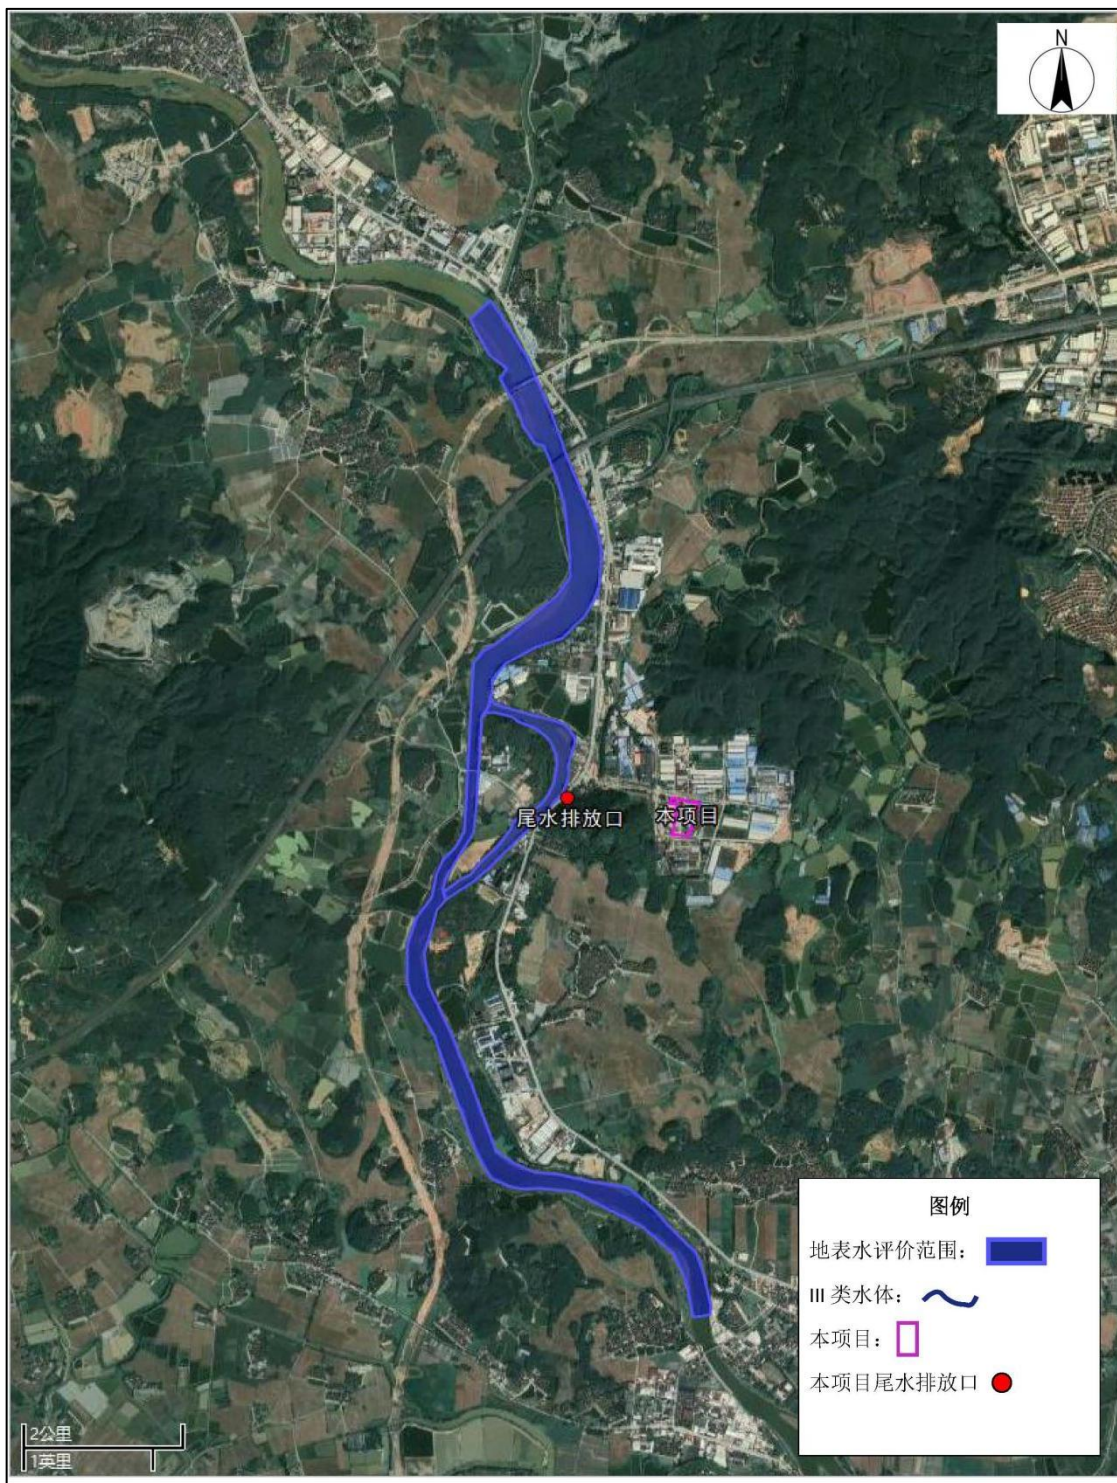 N
尾水排放口
本项目
图例
地表水评价范围：
III 类水体：
本项目：
本项目尾水排放口
2公里
1英里